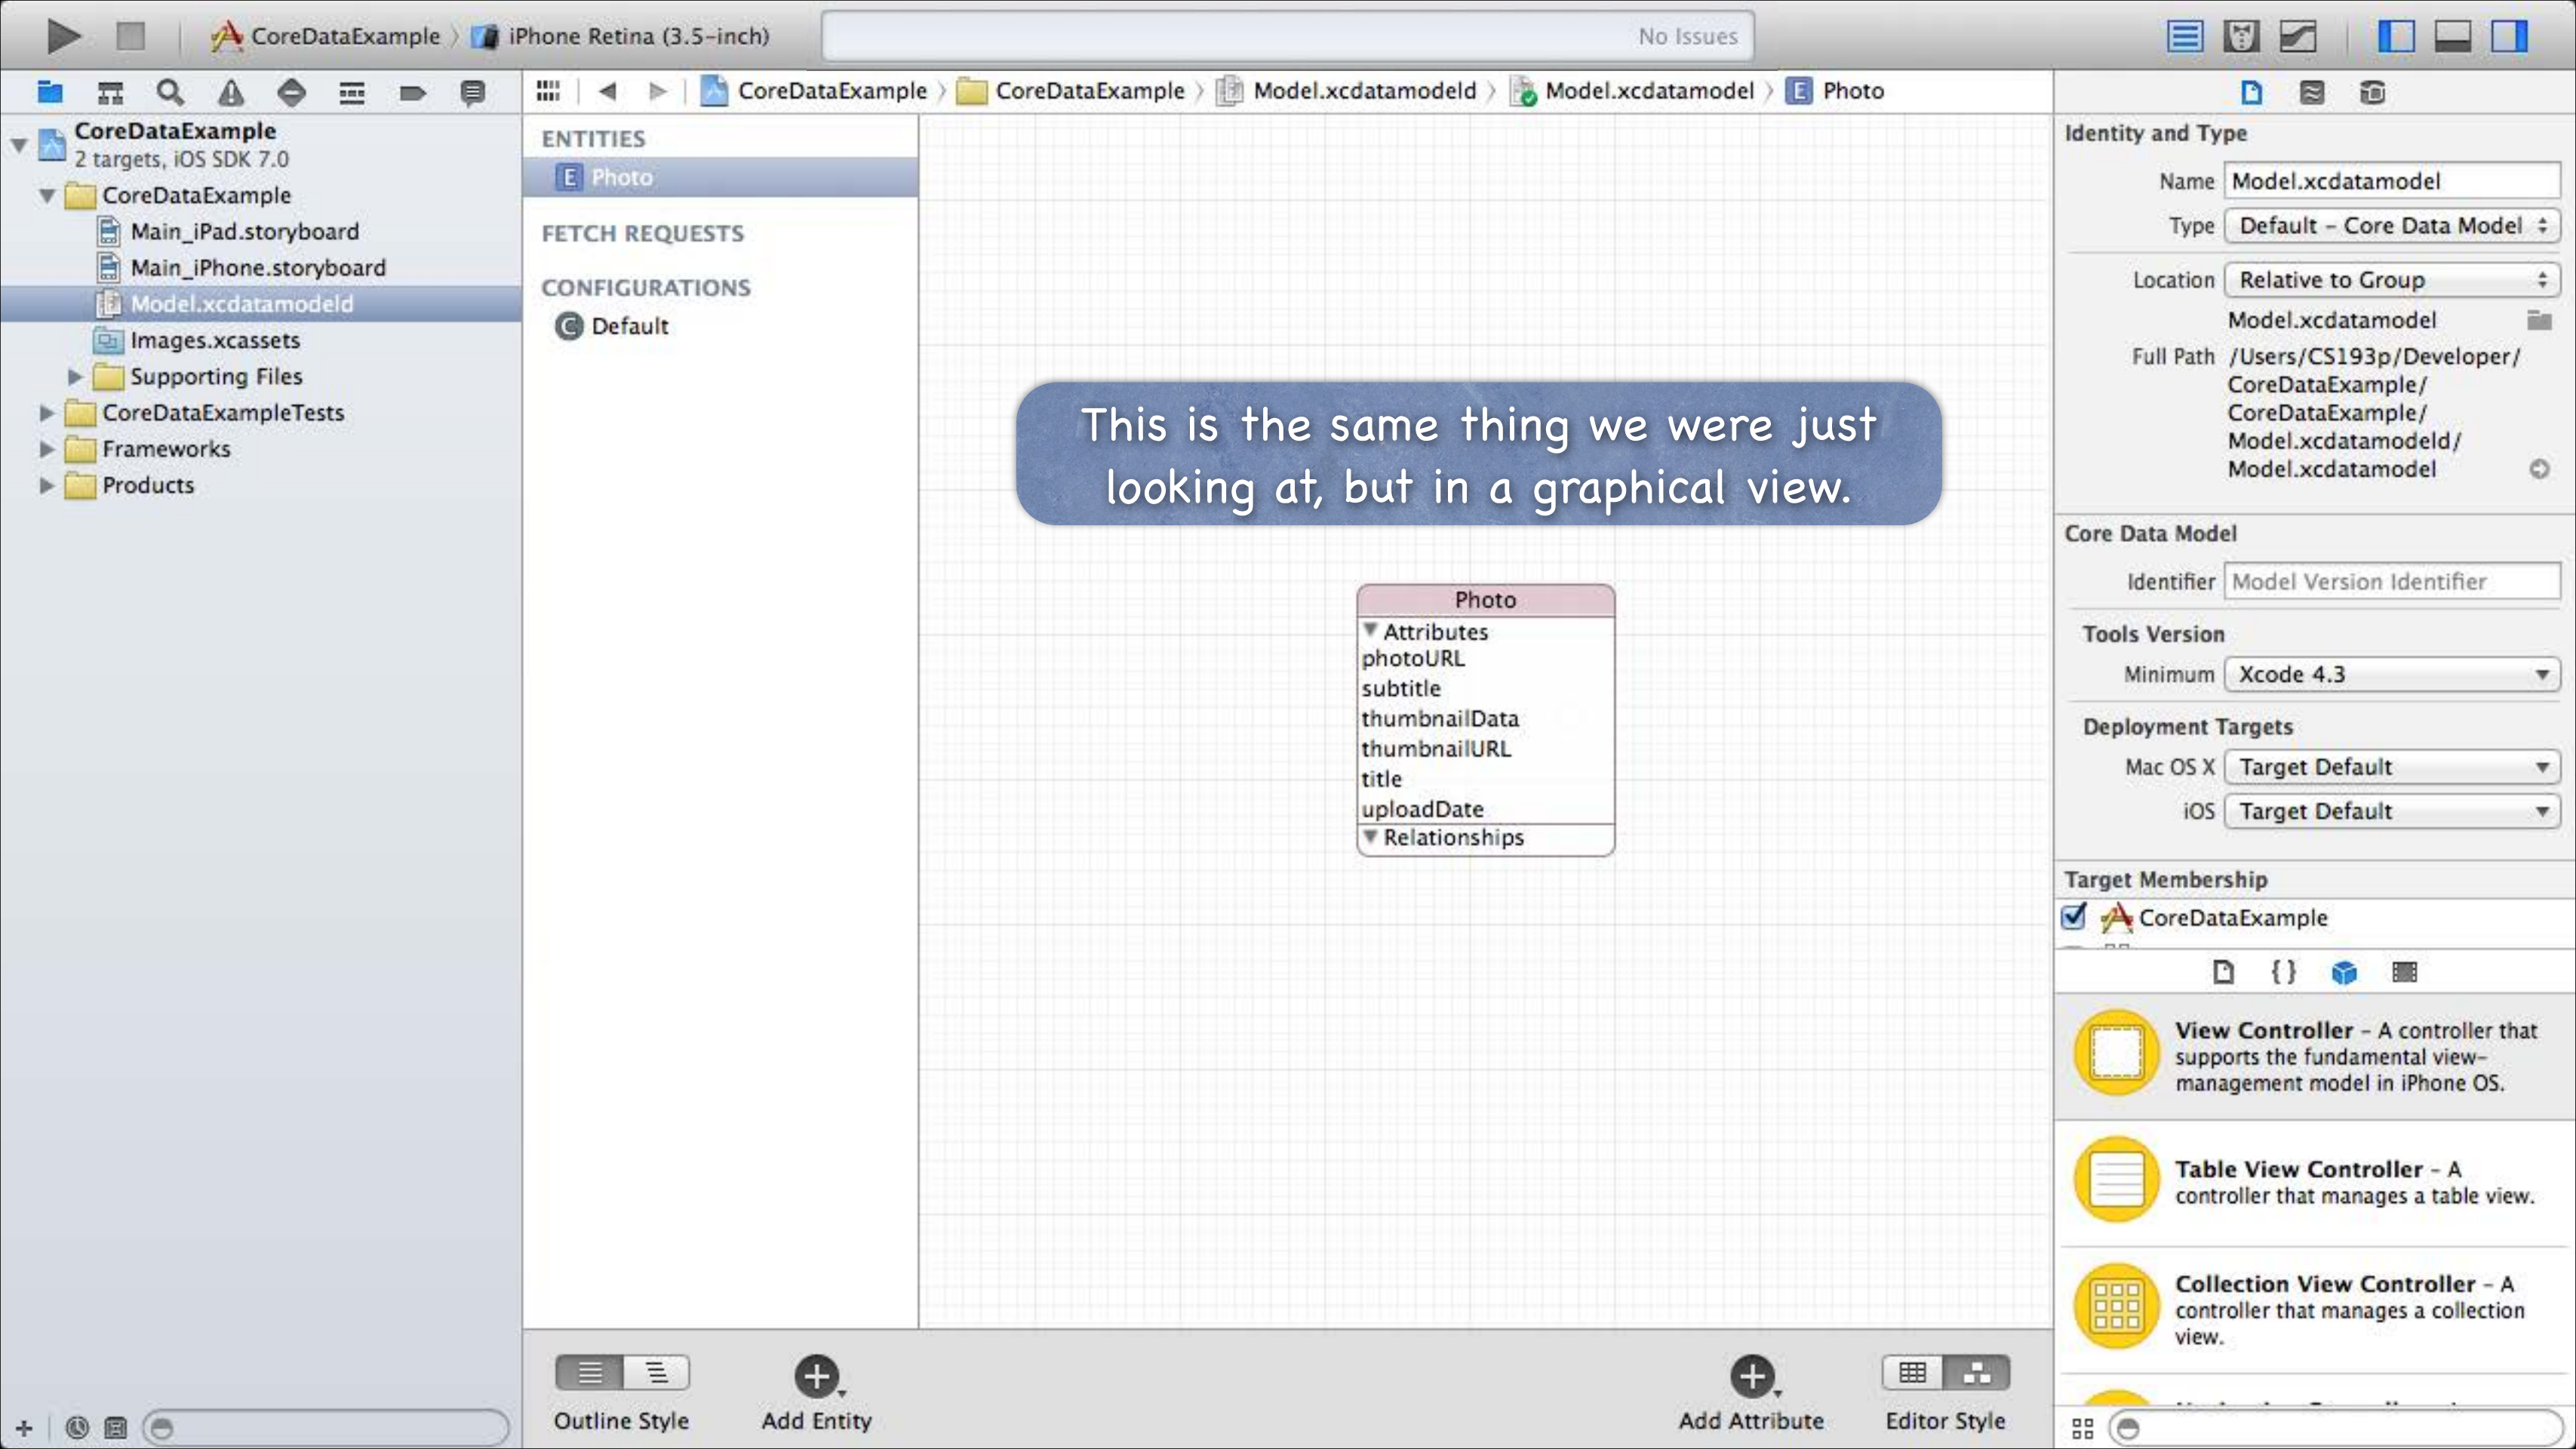 CoreDataExample
iPhone Retina (3.5-inch)
No Issues
CoreDataExample
CoreDataExample
Model.xcdatamodeld
Model.xcdatamodel
E Photo
CoreDataExample
2 targets, iOS SDK 7.0
CoreDataExample
Main_iPad.storyboard
Main_iPhone.storyboard
Model.xcdatamodeld
Images.xcassets
Supporting Files
CoreDataExampleTests
Frameworks
Products
ENTITIES
E Photo
FETCH REQUESTS
CONFIGURATIONS
C Default
This is the same thing we were just
looking at, but in a graphical view.
Photo
Attributes
photoURL
subtitle
thumbnailData
thumbnailURL
title
uploadDate
Relationships
Outline Style
Add Entity
Add Attribute
Editor Style
Identity and Type
Name Model.xcdatamodel
Type Default - Core Data Model
Location Relative to Group
Model.xcdatamodel
Full Path /Users/CS193p/Developer/
CoreDataExample/
CoreDataExample/
Model.xcdatamodeld/
Model.xcdatamodel
Core Data Model
Identifier Model Version Identifier
Tools Version
Minimum Xcode 4.3
Deployment Targets
Mac OS X Target Default
iOS Target Default
Target Membership
CoreDataExample
{}
View Controller - A controller that
supports the fundamental view-
management model in iPhone OS.
Table View Controller - A
controller that manages a table view.
Collection View Controller - A
controller that manages a collection
view.